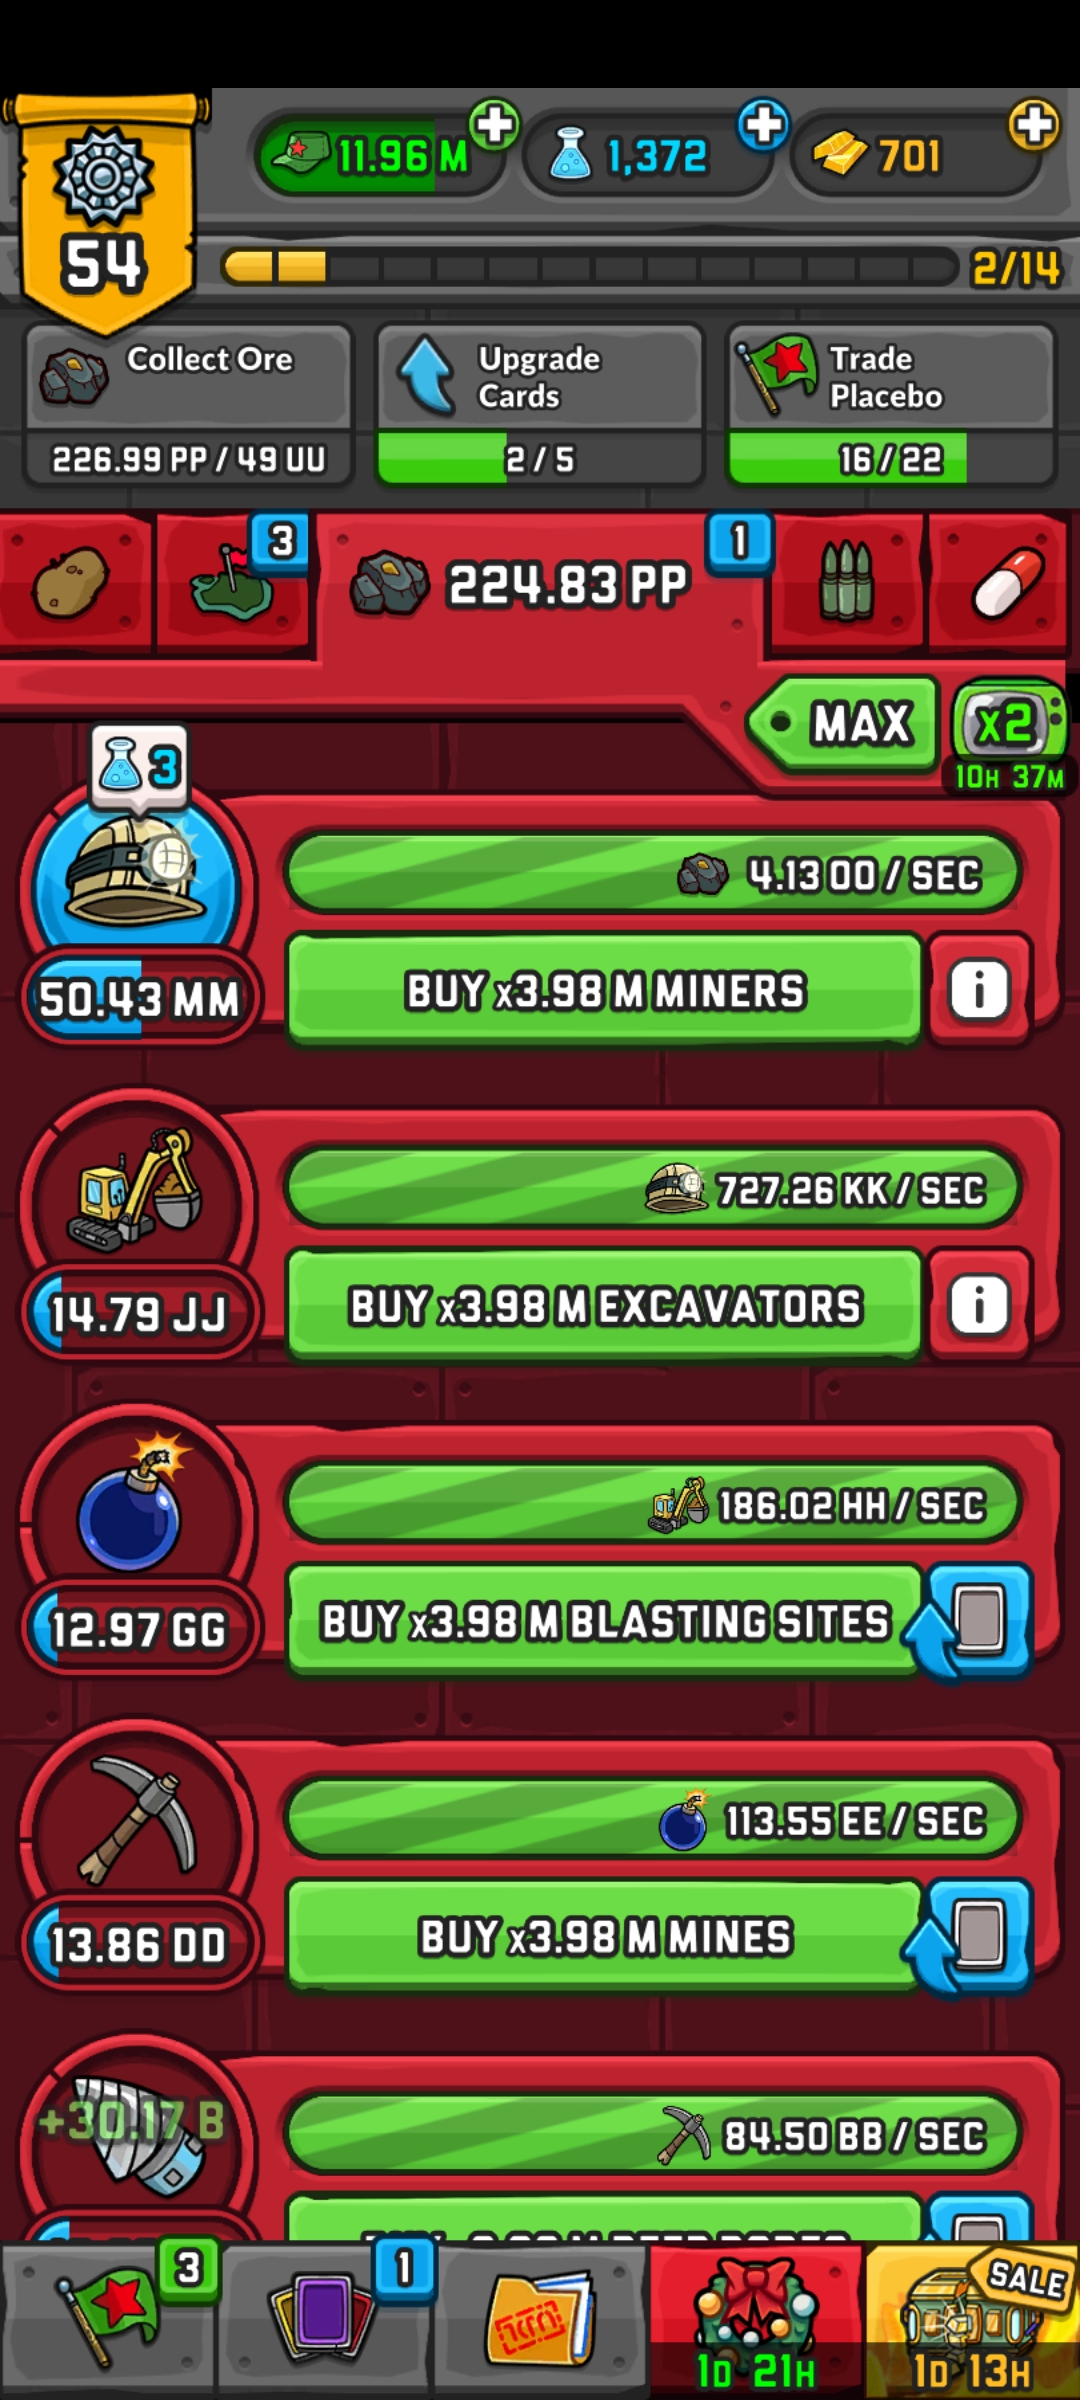 11.96 M
1,372
701
54
2/14
Collect Ore
226.99 PP / 49 UU
Upgrade
Cards
2 / 5
Trade
Placebo
16 / 22
3
224.83 PP
1
MAX
x2
10H 37M
3
4.13 OO / SEC
50.43 MM
BUY x3.98 M MINERS
i
727.26 KK / SEC
14.79 JJ
BUY x3.98 M EXCAVATORS
i
186.02 HH / SEC
12.97 GG
BUY x3.98 M BLASTING SITES
113.55 EE / SEC
13.86 DD
BUY x3.98 M MINES
+30.17 B
84.50 BB / SEC
3
1
1D 21H
SALE
1D 13H